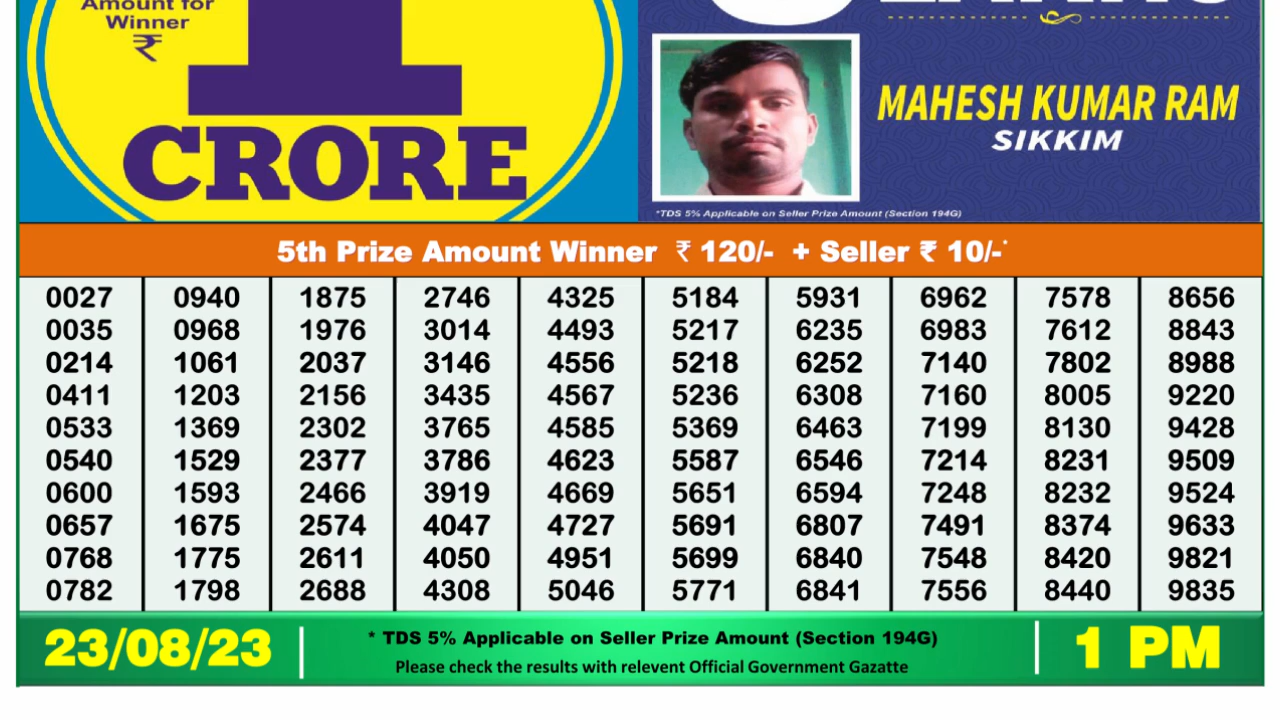 Amount for
Winner
₹
1
CRORE
MAHESH KUMAR RAM
SIKKIM
*TDS 5% Applicable on Seller Prize Amount (Section 194G)
5th Prize Amount Winner ₹ 120/- + Seller ₹ 10/-*
0027 0940 1875 2746 4325 5184 5931 6962 7578 8656
0035 0968 1976 3014 4493 5217 6235 6983 7612 8843
0214 1061 2037 3146 4556 5218 6252 7140 7802 8988
0411 1203 2156 3435 4567 5236 6308 7160 8005 9220
0533 1369 2302 3765 4585 5369 6463 7199 8130 9428
0540 1529 2377 3786 4623 5587 6546 7214 8231 9509
0600 1593 2466 3919 4669 5651 6594 7248 8232 9524
0657 1675 2574 4047 4727 5691 6807 7491 8374 9633
0768 1775 2611 4050 4951 5699 6840 7548 8420 9821
0782 1798 2688 4308 5046 5771 6841 7556 8440 9835
23/08/23
* TDS 5% Applicable on Seller Prize Amount (Section 194G)
Please check the results with relevent Official Government Gazatte
1 PM